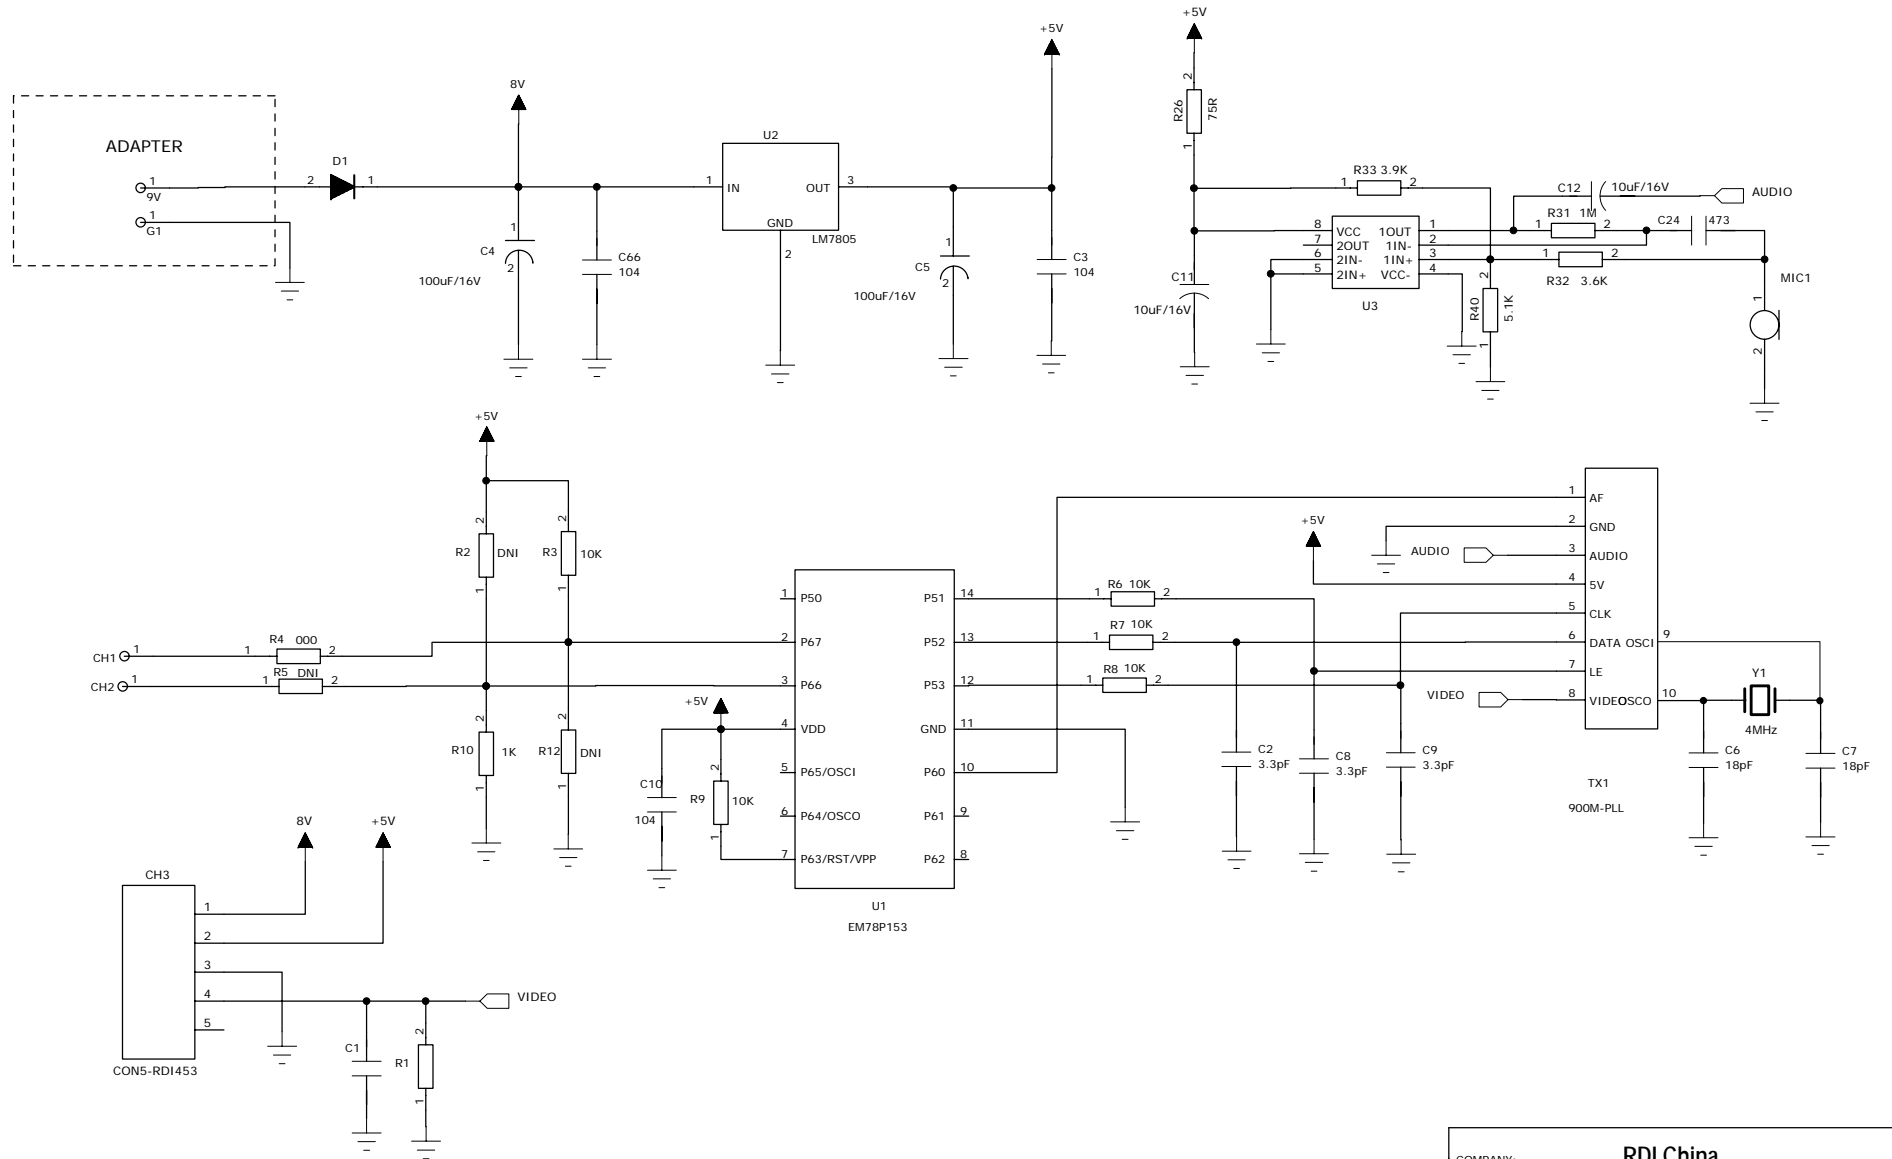 +5V
+5V
8V
ADAPTER
1
9V
1
G1
2
D1
1
1
C4
2
100uF/16V
C66
104
U2
1
IN
OUT
3
GND
LM7805
2
1
C5
2
100uF/16V
C3
104
2
R26
75R
1
C11
10uF/16V
R33 3.9K
1
2
8
VCC
1OUT
1
7
2OUT
1IN-
2
6
2IN-
1IN+
3
5
2IN+
VCC-
4
U3
C12
10uF/16V
AUDIO
R31
1M
1
2
C24
473
1
2
R32
3.6K
2
R40
5.1K
1
MIC1
1
2
+5V
2
R2
DNI
1
2
R3
10K
1
CH1
1
R4
000
1
2
CH2
1
R5
DNI
1
2
2
R10
1K
1
2
R12
DNI
1
+5V
C10
104
2
R9
10K
1
1
P50
P51
14
2
P67
P52
13
3
P66
P53
12
4
VDD
GND
11
5
P65/OSCI
P60
10
6
P64/OSCO
P61
9
7
P63/RST/VPP
P62
8
U1
EM78P153
R6 10K
1
2
R7 10K
1
2
R8 10K
1
2
+5V
AUDIO
VIDEO
1
AF
2
GND
3
AUDIO
4
5V
5
CLK
6
DATA
OSCI
9
7
LE
8
VIDEO
OSCO
10
TX1
900M-PLL
Y1
4MHz
C2
3.3pF
C8
3.3pF
C9
3.3pF
C6
18pF
C7
18pF
8V
+5V
CH3
1
2
3
4
5
CON5-RDI453
VIDEO
C1
2
R1
1
COMPANY:
RDI China